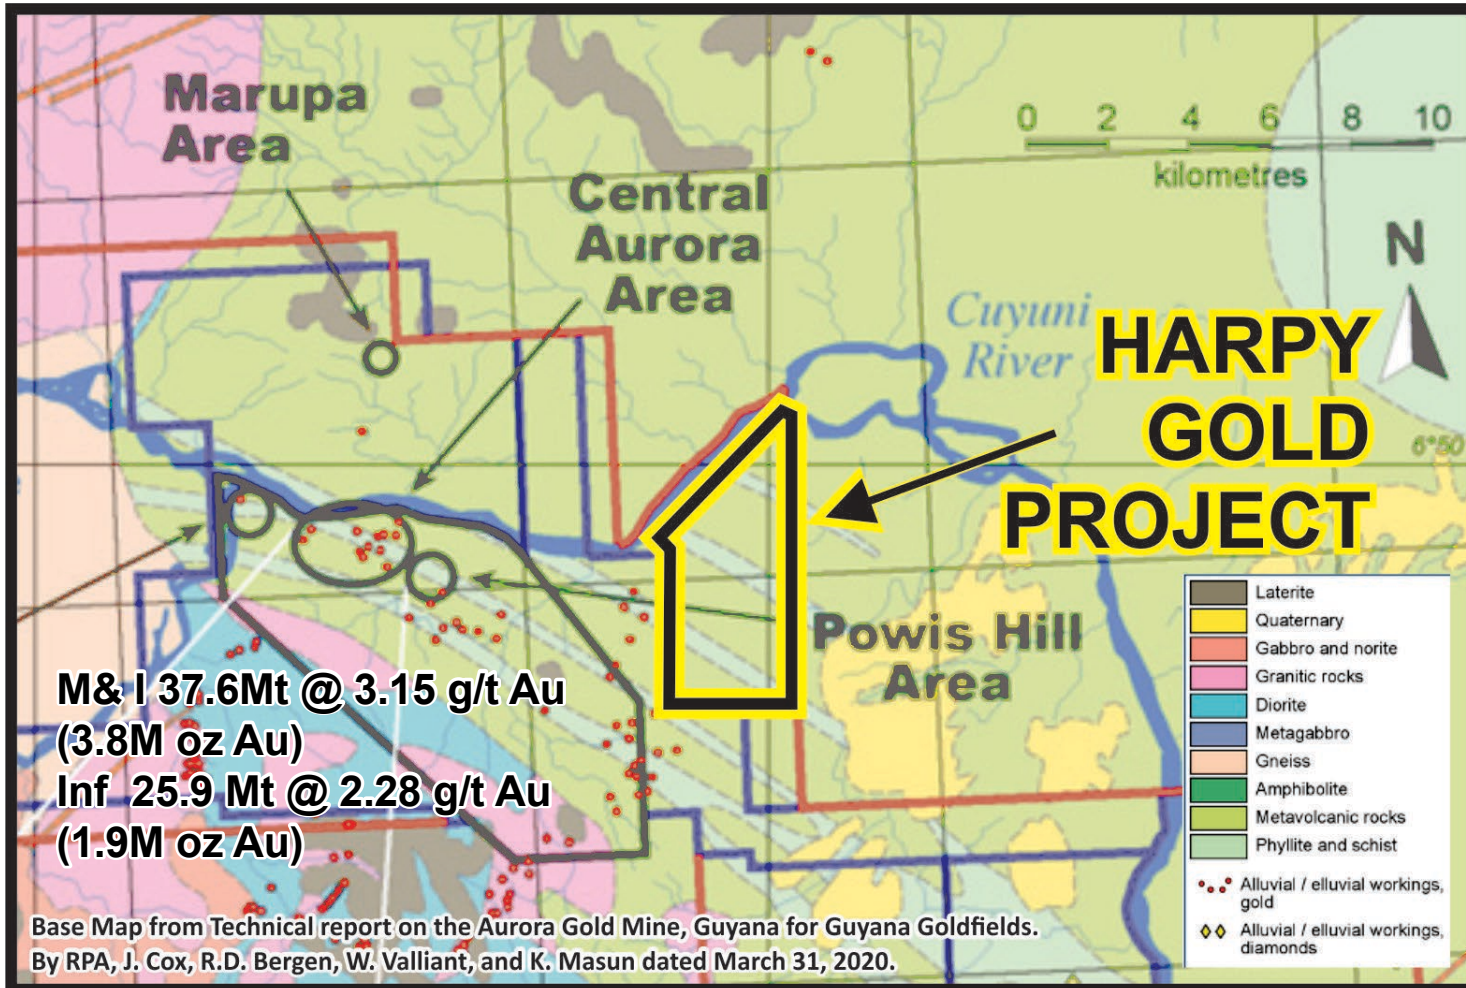 Marupa
Area
Central
Aurora
Area
0 2 4 6 8 10
kilometres
N
Cuyuni
River
HARPY
GOLD
PROJECT
6°50
Powis Hill
Area
M& I 37.6Mt @ 3.15 g/t Au
(3.8M oz Au)
Inf 25.9 Mt @ 2.28 g/t Au
(1.9M oz Au)
Laterite
Quaternary
Gabbro and norite
Granitic rocks
Diorite
Metagabbro
Gneiss
Amphibolite
Metavolcanic rocks
Phyllite and schist
Alluvial / elluvial workings,
gold
Alluvial / elluvial workings,
diamonds
Base Map from Technical report on the Aurora Gold Mine, Guyana for Guyana Goldfields.
By RPA, J. Cox, R.D. Bergen, W. Valliant, and K. Masun dated March 31, 2020.